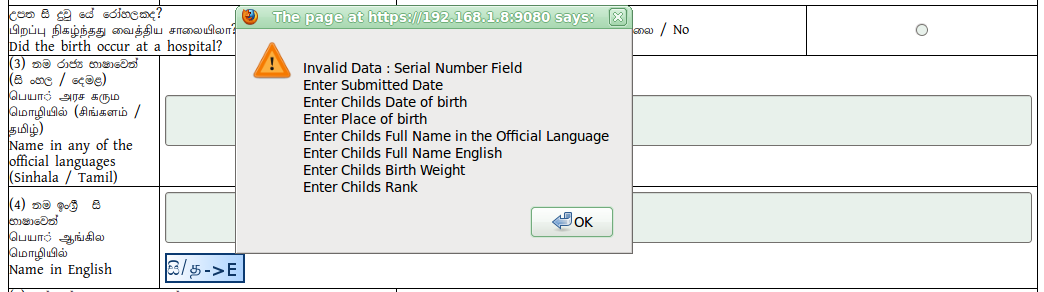 උපත සිදුවුයේ රෝහලකද?
பிறப்பு நிகழ்ந்தது வைத்திய சாலையிலா?
Did the birth occur at a hospital?
லை / No
The page at https://192.168.1.8:9080 says:
Invalid Data : Serial Number Field
Enter Submitted Date
Enter Childs Date of birth
Enter Place of birth
Enter Childs Full Name in the Official Language
Enter Childs Full Name English
Enter Childs Birth Weight
Enter Childs Rank
OK
(3) නම රාජ්‍ය භාෂාවෙන්
(සිංහල / දෙමළ)
பெயர் அரச கரும
மொழியில் (சிங்களம் /
தமிழ்)
Name in any of the
official languages
(Sinhala / Tamil)
(4) නම ඉංග්‍රීසි
භාෂාවෙන්
பெயர் ஆங்கில
மொழியில்
Name in English
සි/த->E